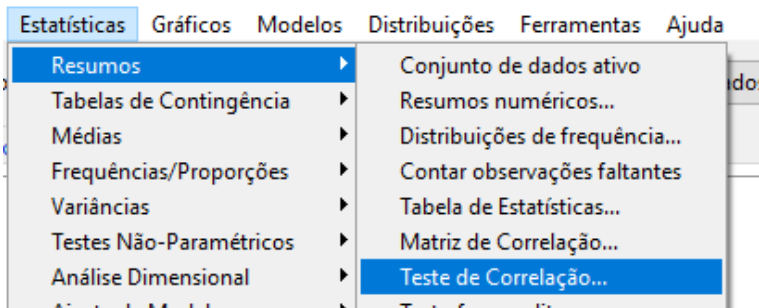 Estatísticas Gráficos Modelos Distribuições Ferramentas Ajuda
Resumos
Tabelas de Contingência
Médias
Frequências/Proporções
Variâncias
Testes Não-Paramétricos
Análise Dimensional
Conjunto de dados ativo
Resumos numéricos...
Distribuições de frequência...
Contar observações faltantes
Tabela de Estatísticas...
Matriz de Correlação...
Teste de Correlação...